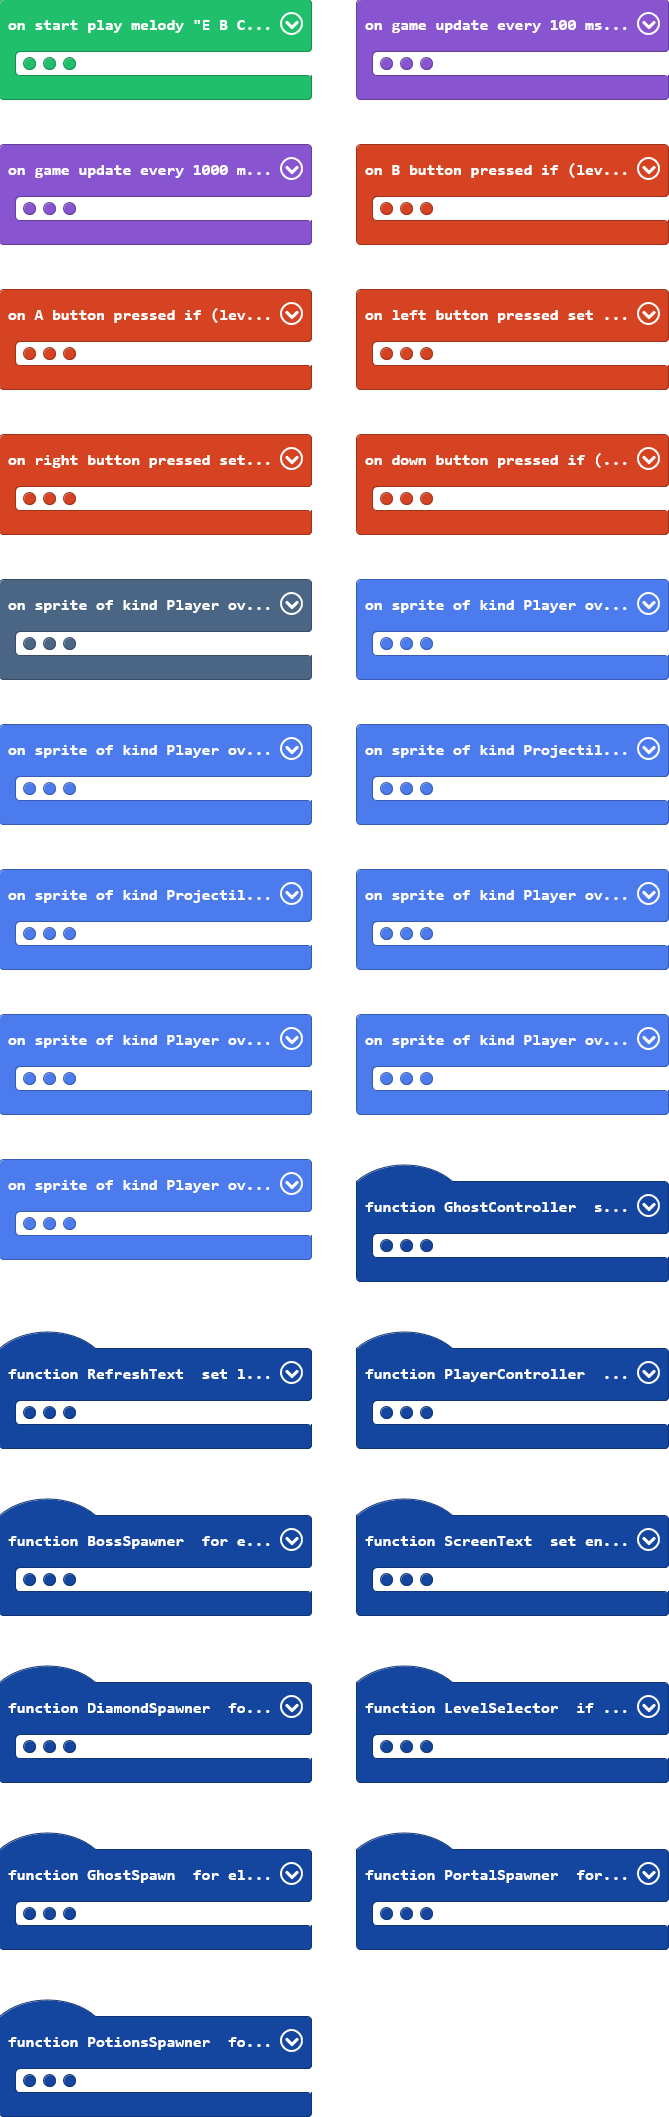 on start play melody "E B C...
on game update every 100 ms...
on game update every 1000 m...
on B button pressed if (lev...
on A button pressed if (lev...
on left button pressed set ...
on right button pressed set...
on down button pressed if (...
on sprite of kind Player ov...
on sprite of kind Player ov...
on sprite of kind Player ov...
on sprite of kind Projectil...
on sprite of kind Projectil...
on sprite of kind Player ov...
on sprite of kind Player ov...
on sprite of kind Player ov...
on sprite of kind Player ov...
function GhostController  s...
function RefreshText  set l...
function PlayerController  ...
function BossSpawner  for e...
function ScreenText  set en...
function DiamondSpawner  fo...
function LevelSelector  if ...
function GhostSpawn  for el...
function PortalSpawner  for...
function PotionsSpawner  fo...